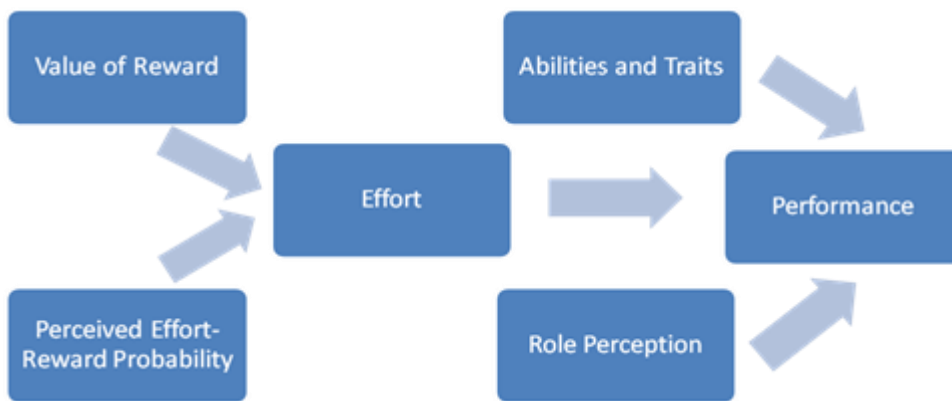 Value of Reward
Abilities and Traits
Effort
Performance
Perceived Effort-
Reward Probability
Role Perception